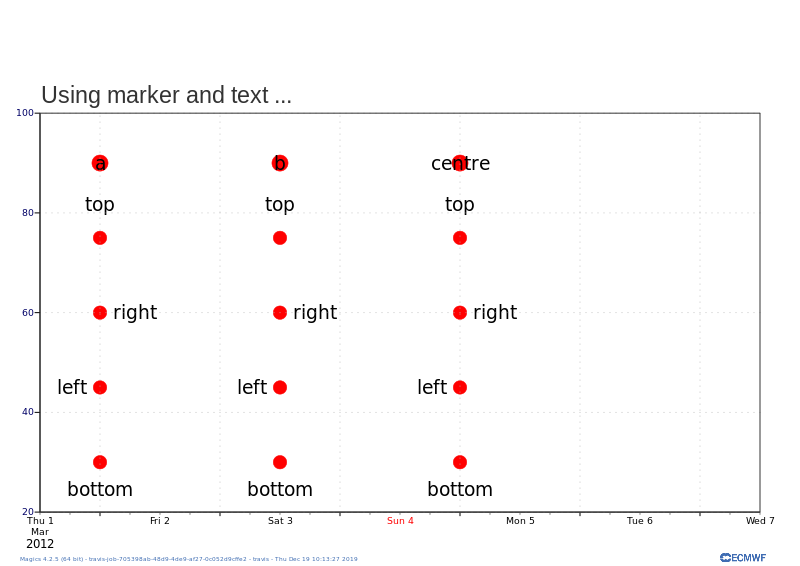 Using marker and text ...
100
a b centre
top top top
80
60 right right right
left left left
40
bottom bottom bottom
20
Thu 1 Fri 2 Sat 3 Sun 4 Mon 5 Tue 6 Wed 7
Mar
2012
Magics 4.2.5 (64 bit) - travis-job-705398ab-48d9-4de9-af27-0c052d9cffe2 - travis - Thu Dec 19 10:13:27 2019
ECMWF